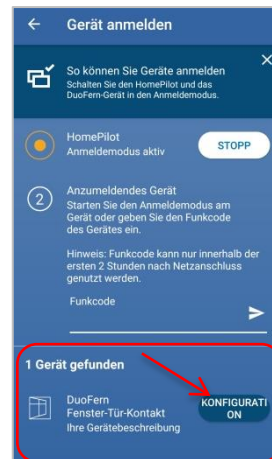 Gerät anmelden
So können Sie Geräte anmelden
Schalten Sie den HomePilot und das
DuoFern-Gerät in den Anmeldemodus.
HomePilot
Anmeldemodus aktiv
STOPP
2
Anzumeldendes Gerät
Starten Sie den Anmeldemodus am
Gerät oder geben Sie den Funkcode
des Gerätes ein.
Hinweis: Funkcode kann nur innerhalb der
ersten 2 Stunden nach Netzanschluss
genutzt werden.
Funkcode
1 Gerät gefunden
DuoFern
Fenster-Tür-Kontakt
Ihre Gerätebeschreibung
KONFIGURATI
ON